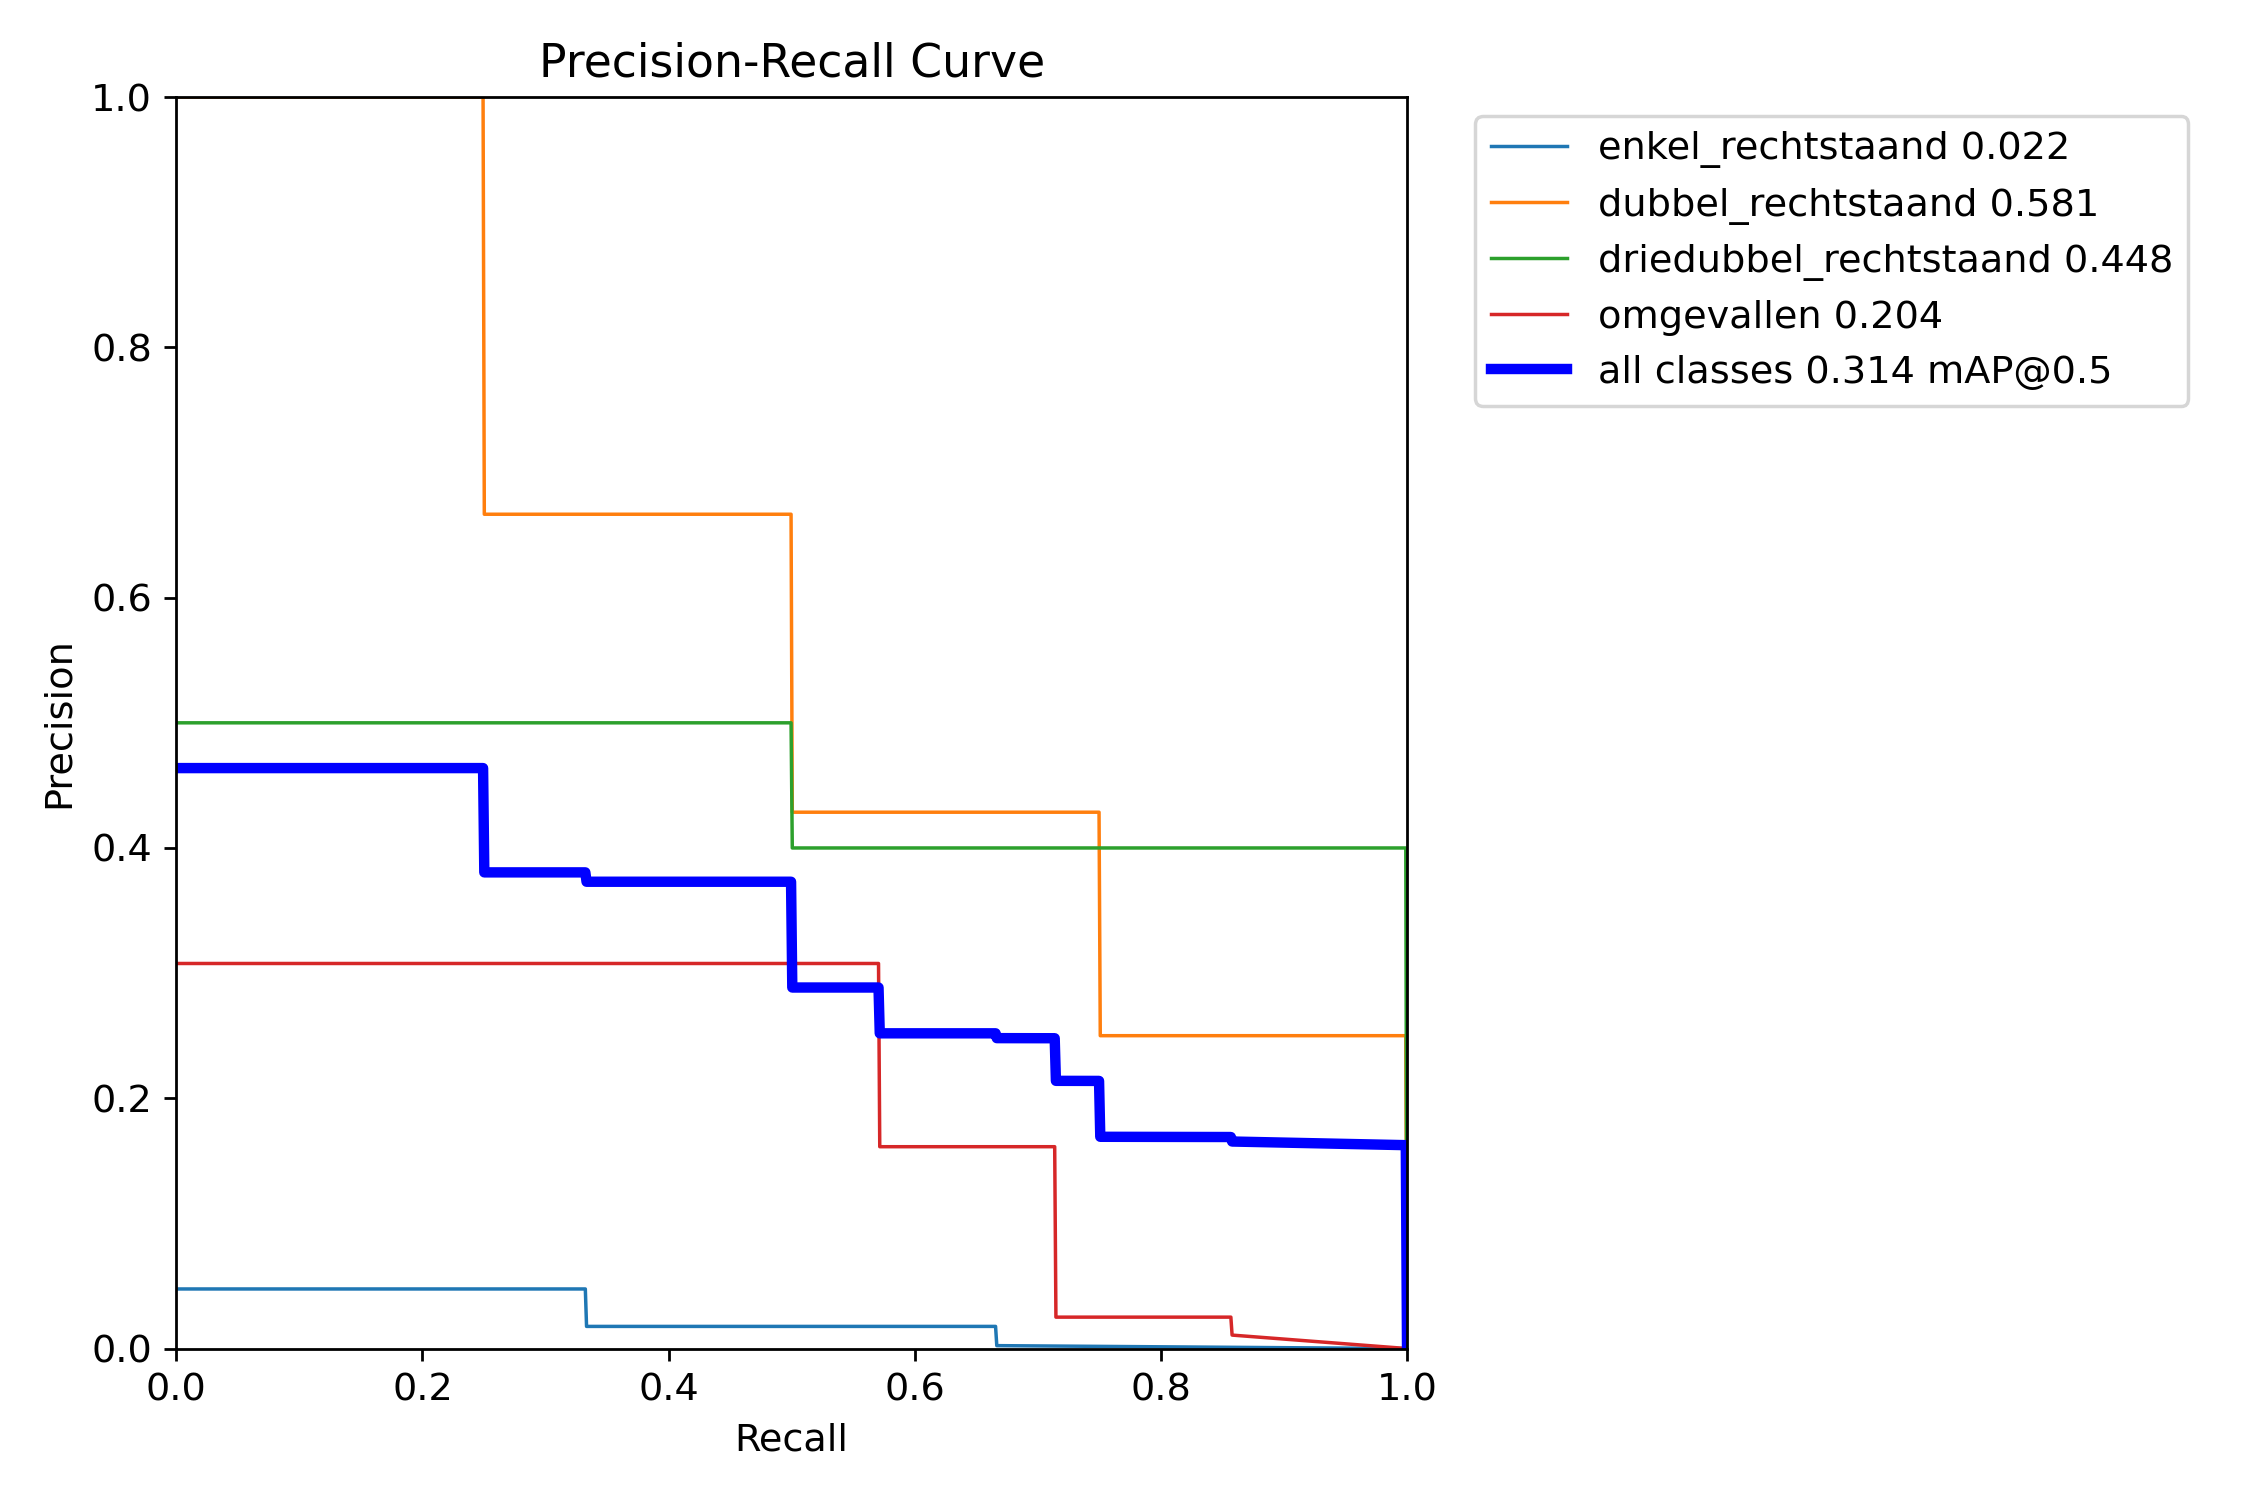 Precision-Recall Curve
1.0
0.8
0.6
0.4
0.2
0.0
Precision
0.0 0.2 0.4 0.6 0.8 1.0
Recall
enkel_rechtstaand 0.022
dubbel_rechtstaand 0.581
driedubbel_rechtstaand 0.448
omgevallen 0.204
all classes 0.314 mAP@0.5